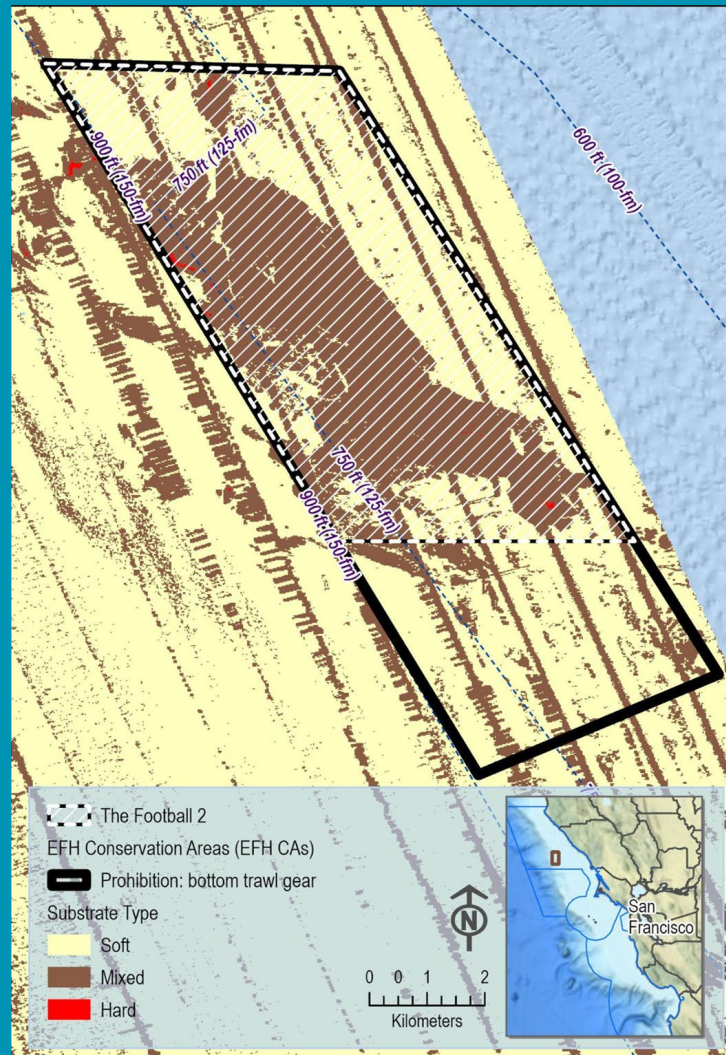 600 ft (100-fm)
900 ft (150-fm)
750 ft (125-fm)
750 ft (125-fm)
900 ft (150-fm)
The Football 2
EFH Conservation Areas (EFH CAs)
Prohibition: bottom trawl gear
Substrate Type
Soft
Mixed
Hard
N
0 0 1 2
Kilometers
San
Francisco